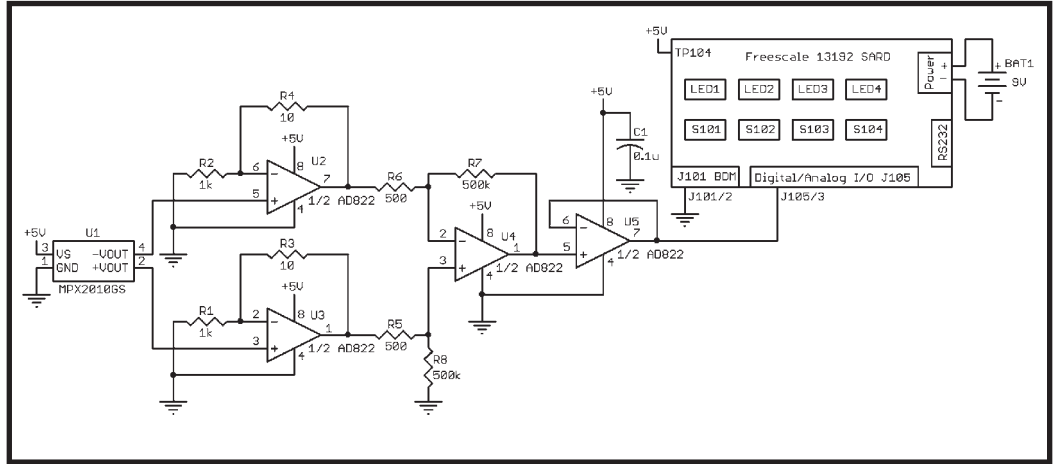 +5V
TP104
Freescale 13192 SARD
Power
+
-
+
BAT1
9V
-
LED1 LED2 LED3 LED4
S101 S102 S103 S104
RS232
J101 BDM
Digital/Analog I/O J105
J101/2
J105/3
R4
10
+5V
R2
1k
6
-
8
U2
7
5
+
4
1/2 AD822
R6
500
R7
500k
+5V
C1
0.1u
+5V
2
-
8
U4
1
3
+
4
1/2 AD822
6
-
8
U5
7
5
+
4
1/2 AD822
+5V
U1
3 VS -VOUT 4
1 GND +VOUT 2
MPX2010GS
R3
10
+5V
R1
1k
2
-
8
U3
1
3
+
4
1/2 AD822
R5
500
R8
500k